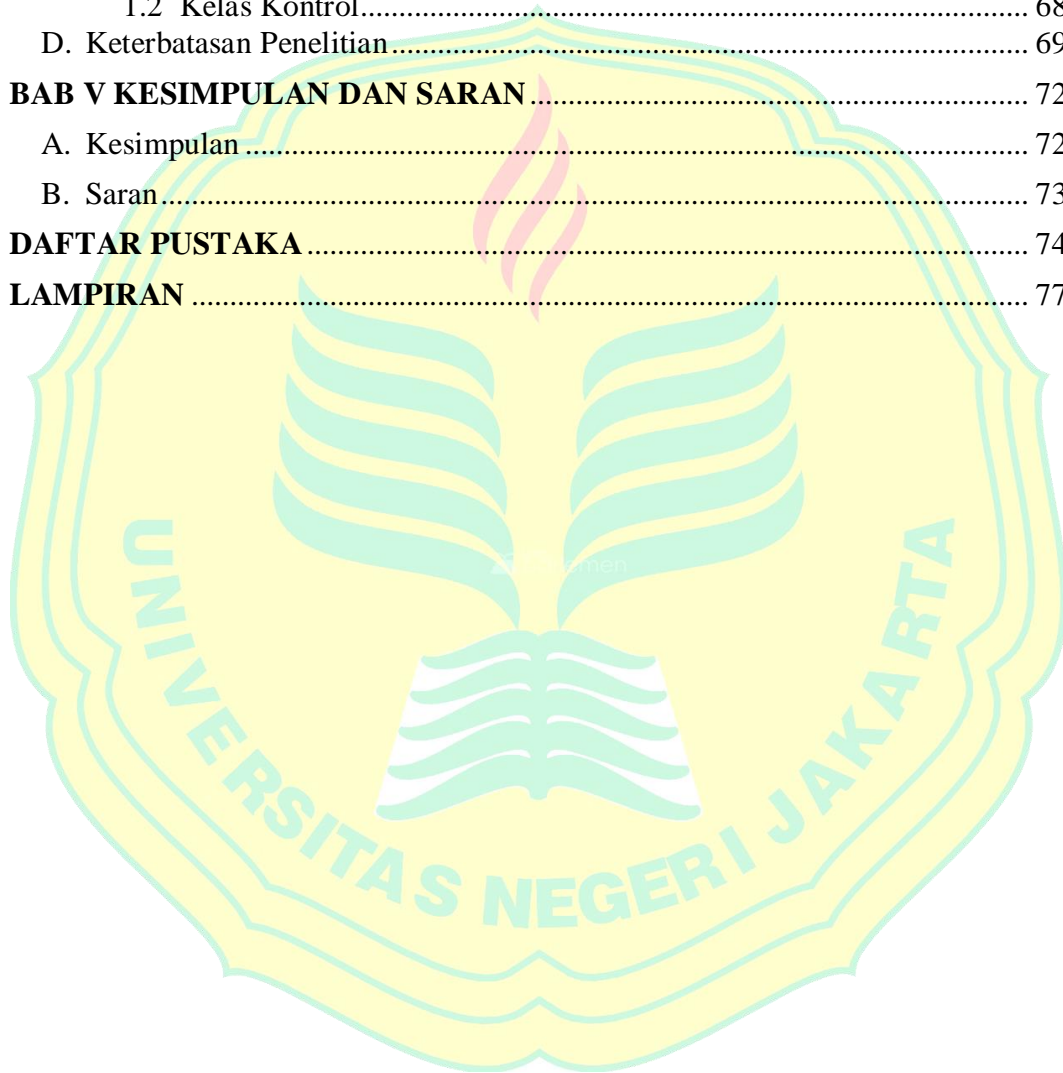 1.2 Kelas Kontrol........................................................................ 68
D. Keterbatasan Penelitian........................................................................ 69
BAB V KESIMPULAN DAN SARAN........................................................................ 72
A. Kesimpulan........................................................................ 72
B. Saran........................................................................ 73
DAFTAR PUSTAKA........................................................................ 74
LAMPIRAN........................................................................ 77
UNIVERSITAS NEGERI JAKARTA